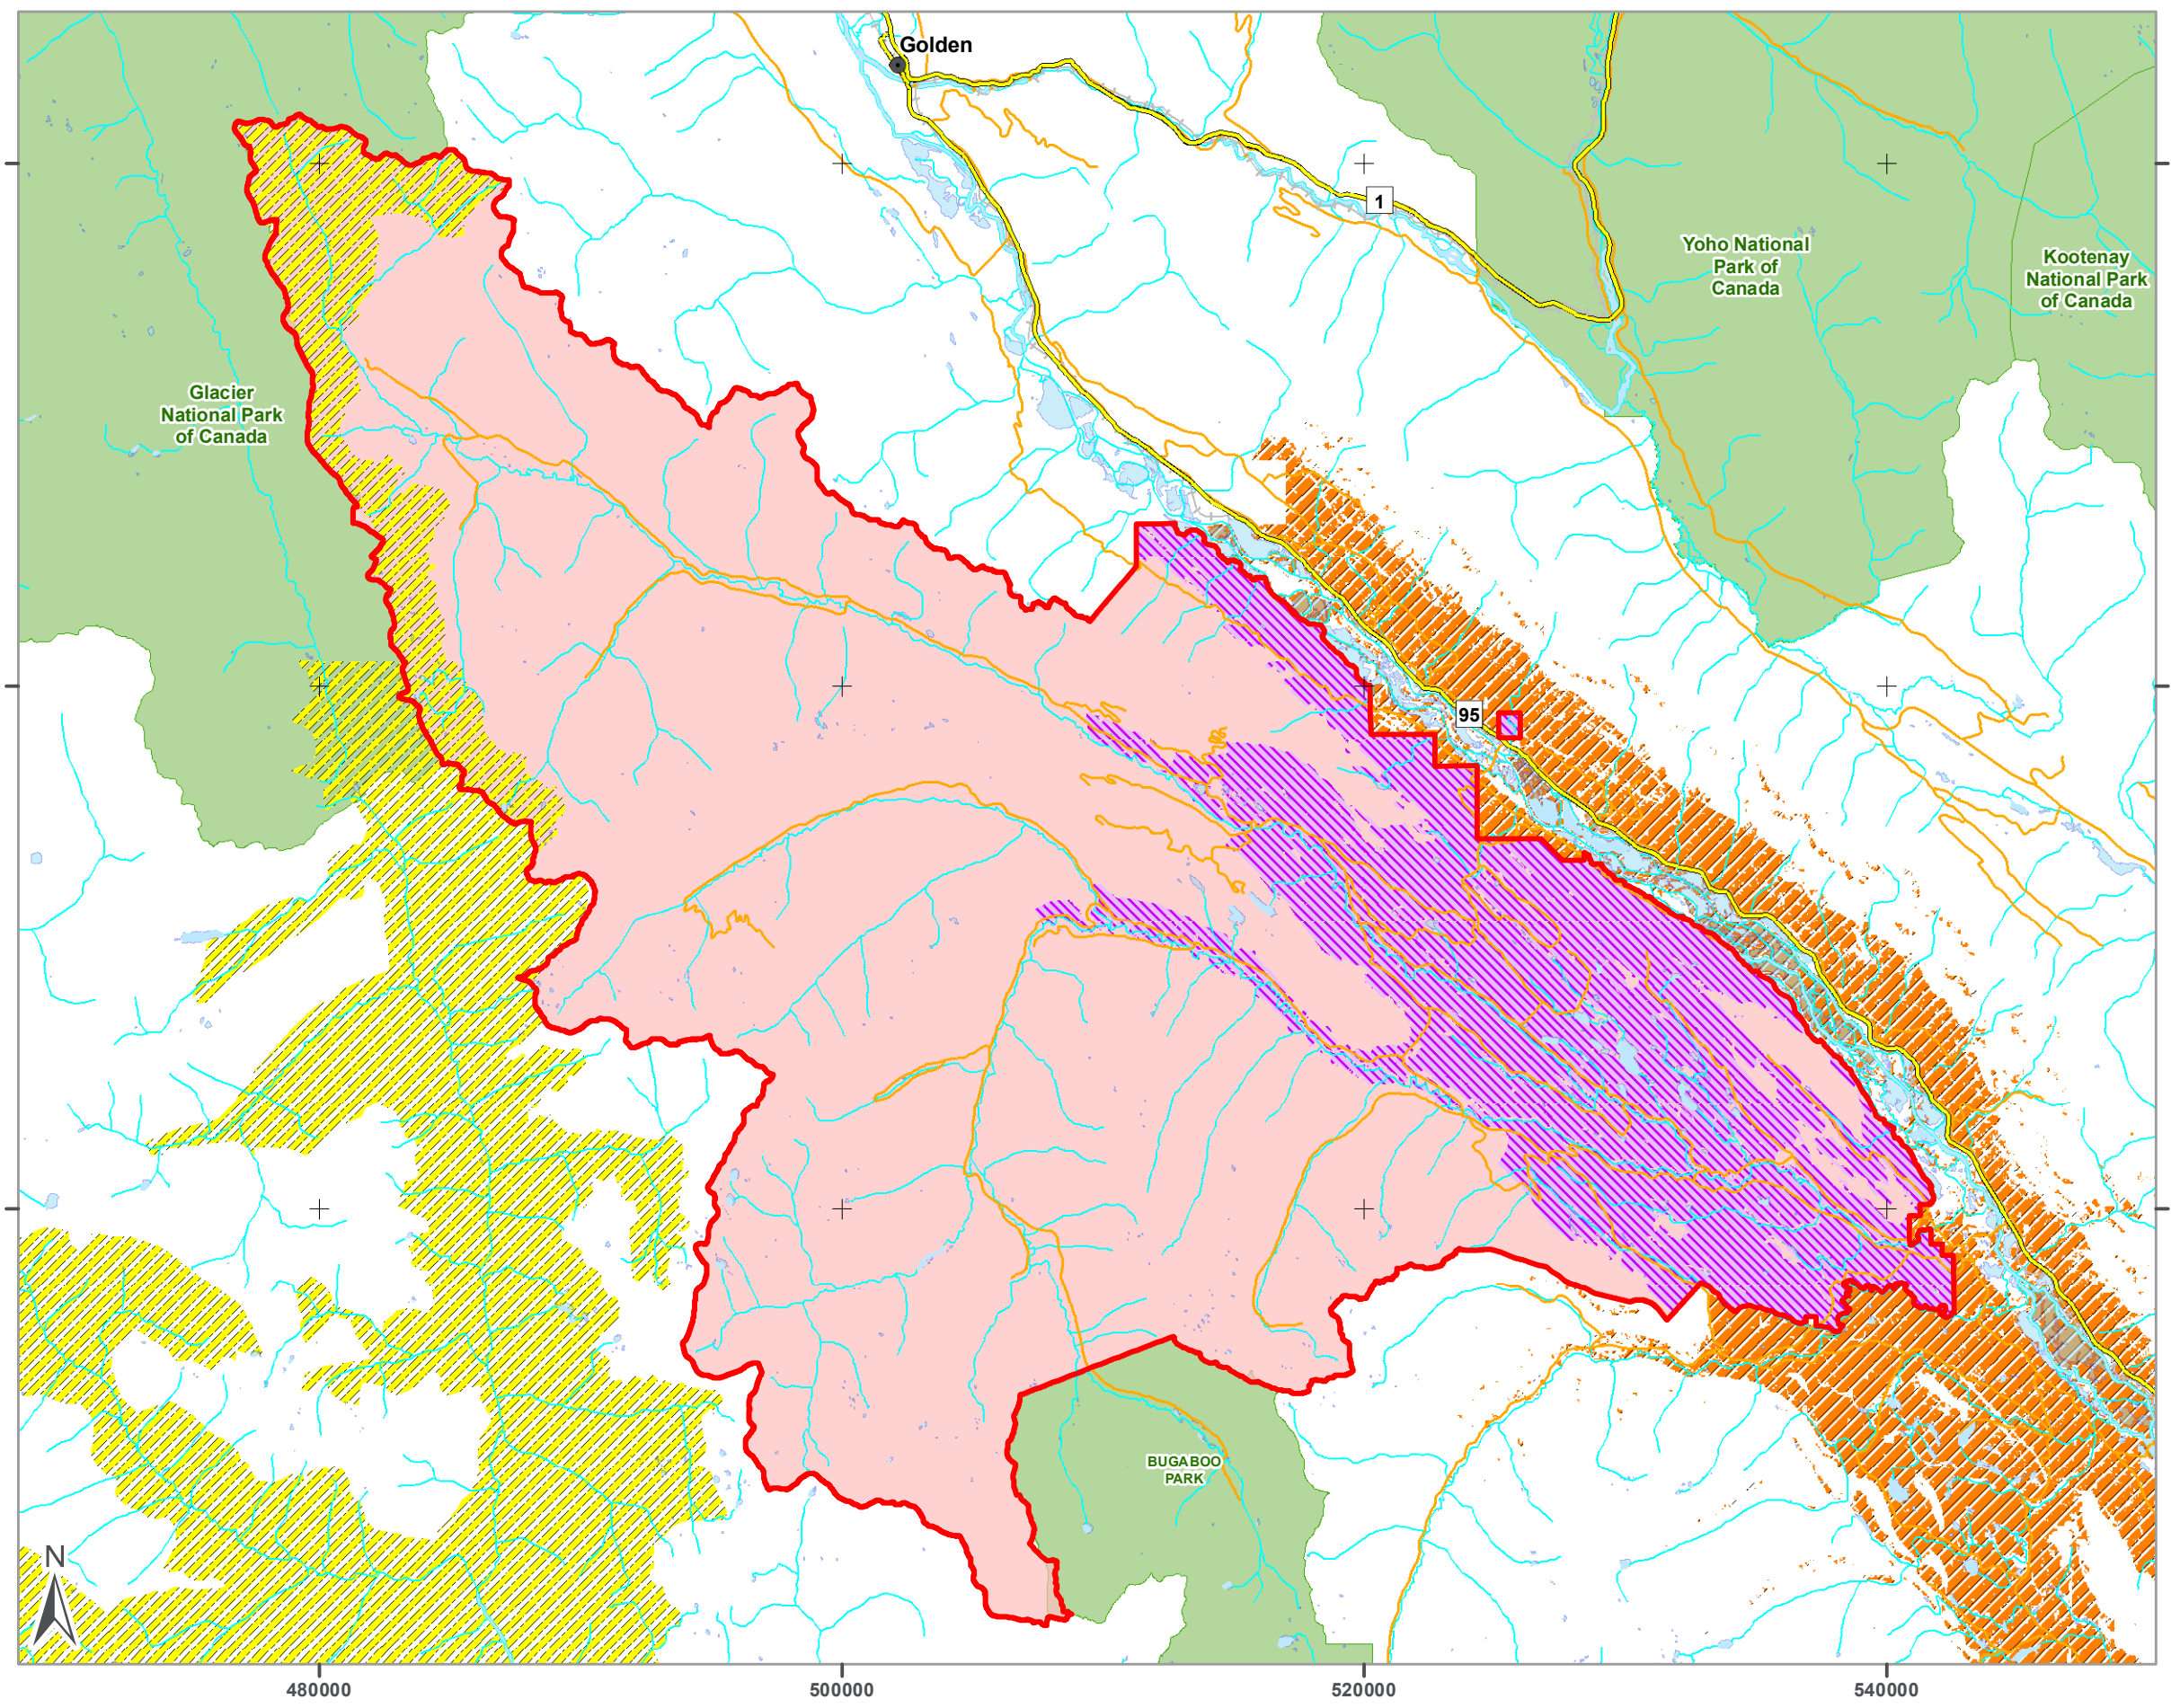 Golden
1
Yoho National
Park of
Canada
Kootenay
National Park
of Canada
Glacier
National Park
of Canada
95
BUGABOO
PARK
N
480000
500000
520000
540000